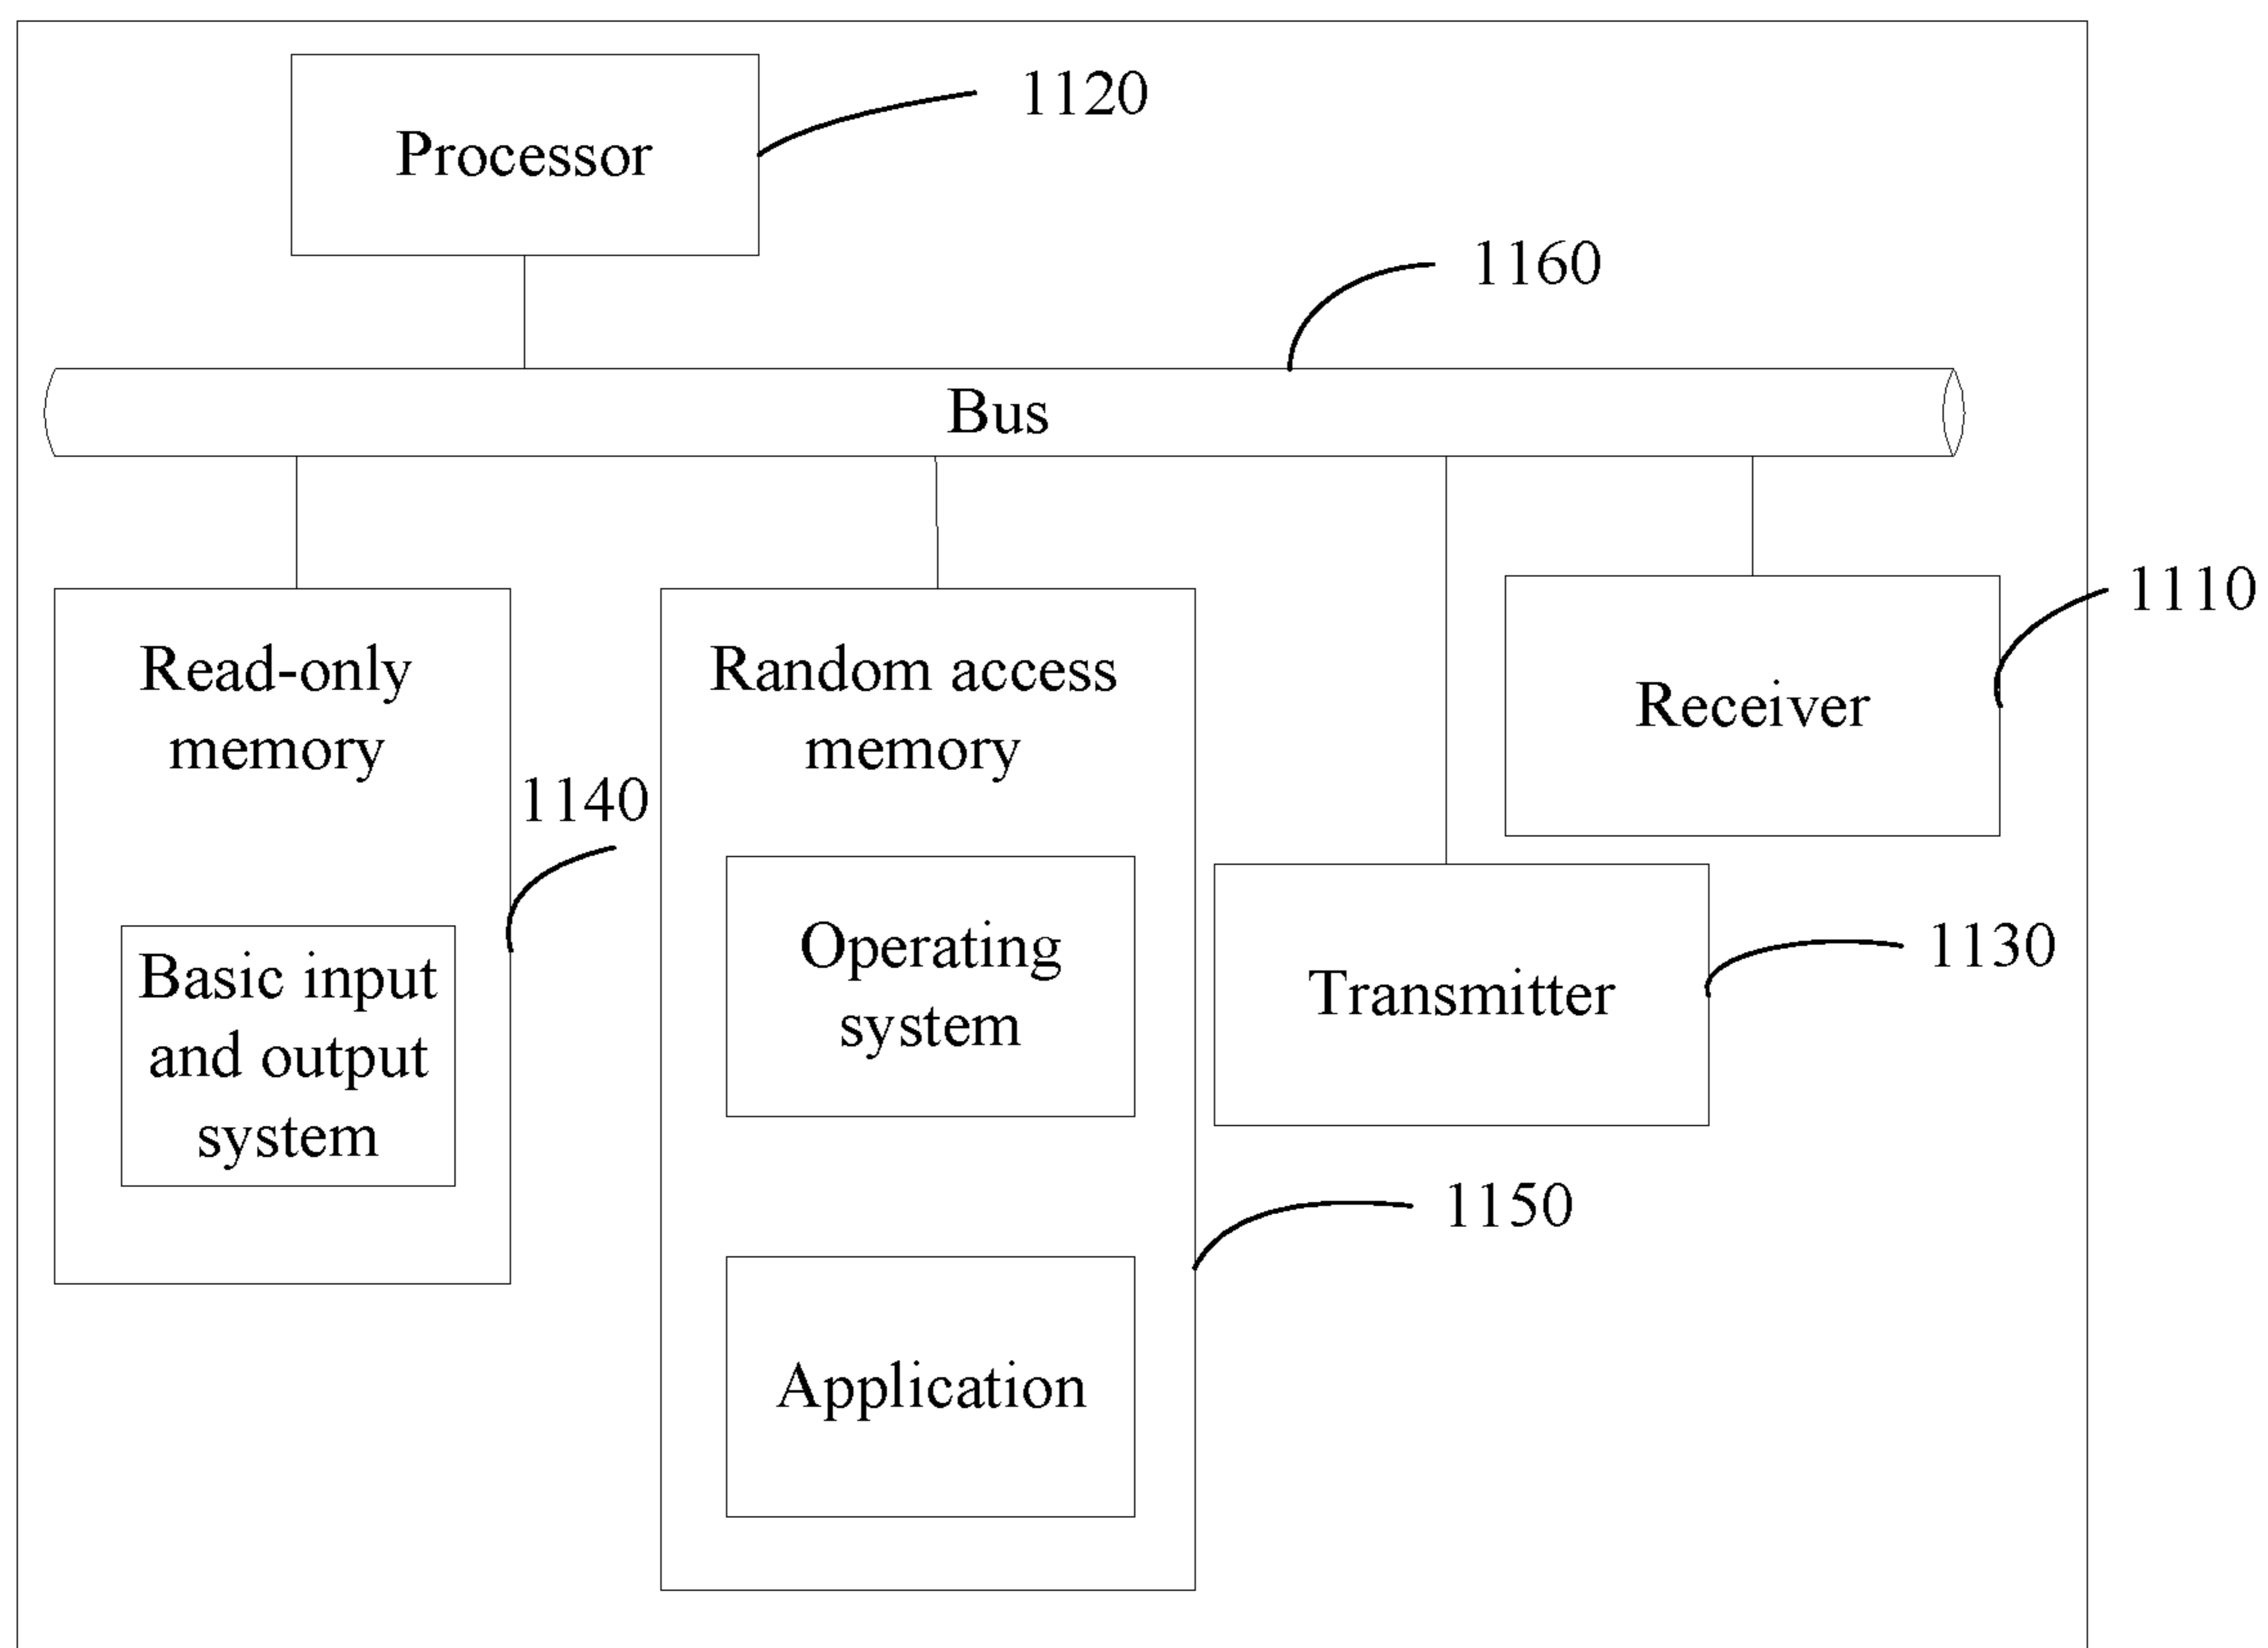 Processor
1120
1160
Bus
1110
Read-only
memory
1140
Basic input
and output
system
Random access
memory
Operating
system
Application
1150
Receiver
Transmitter
1130